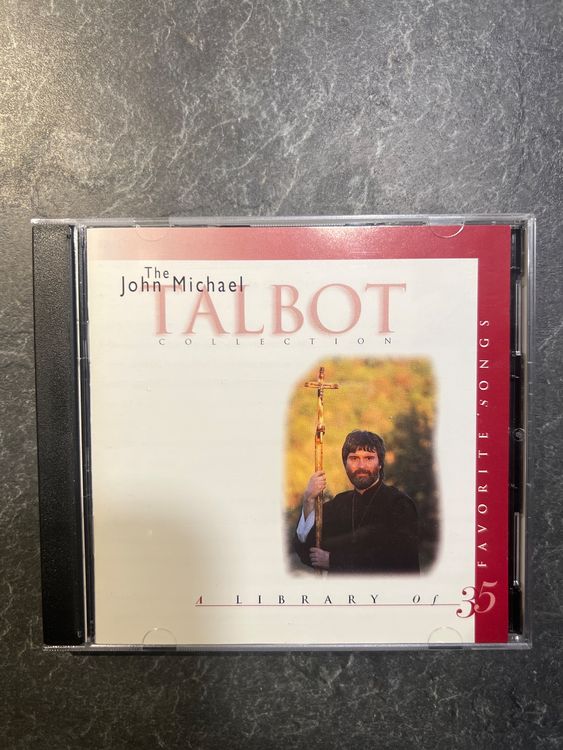 The
John Michael
TALBOT
COLLECTION
A LIBRARY of 35
FAVORITE SONGS